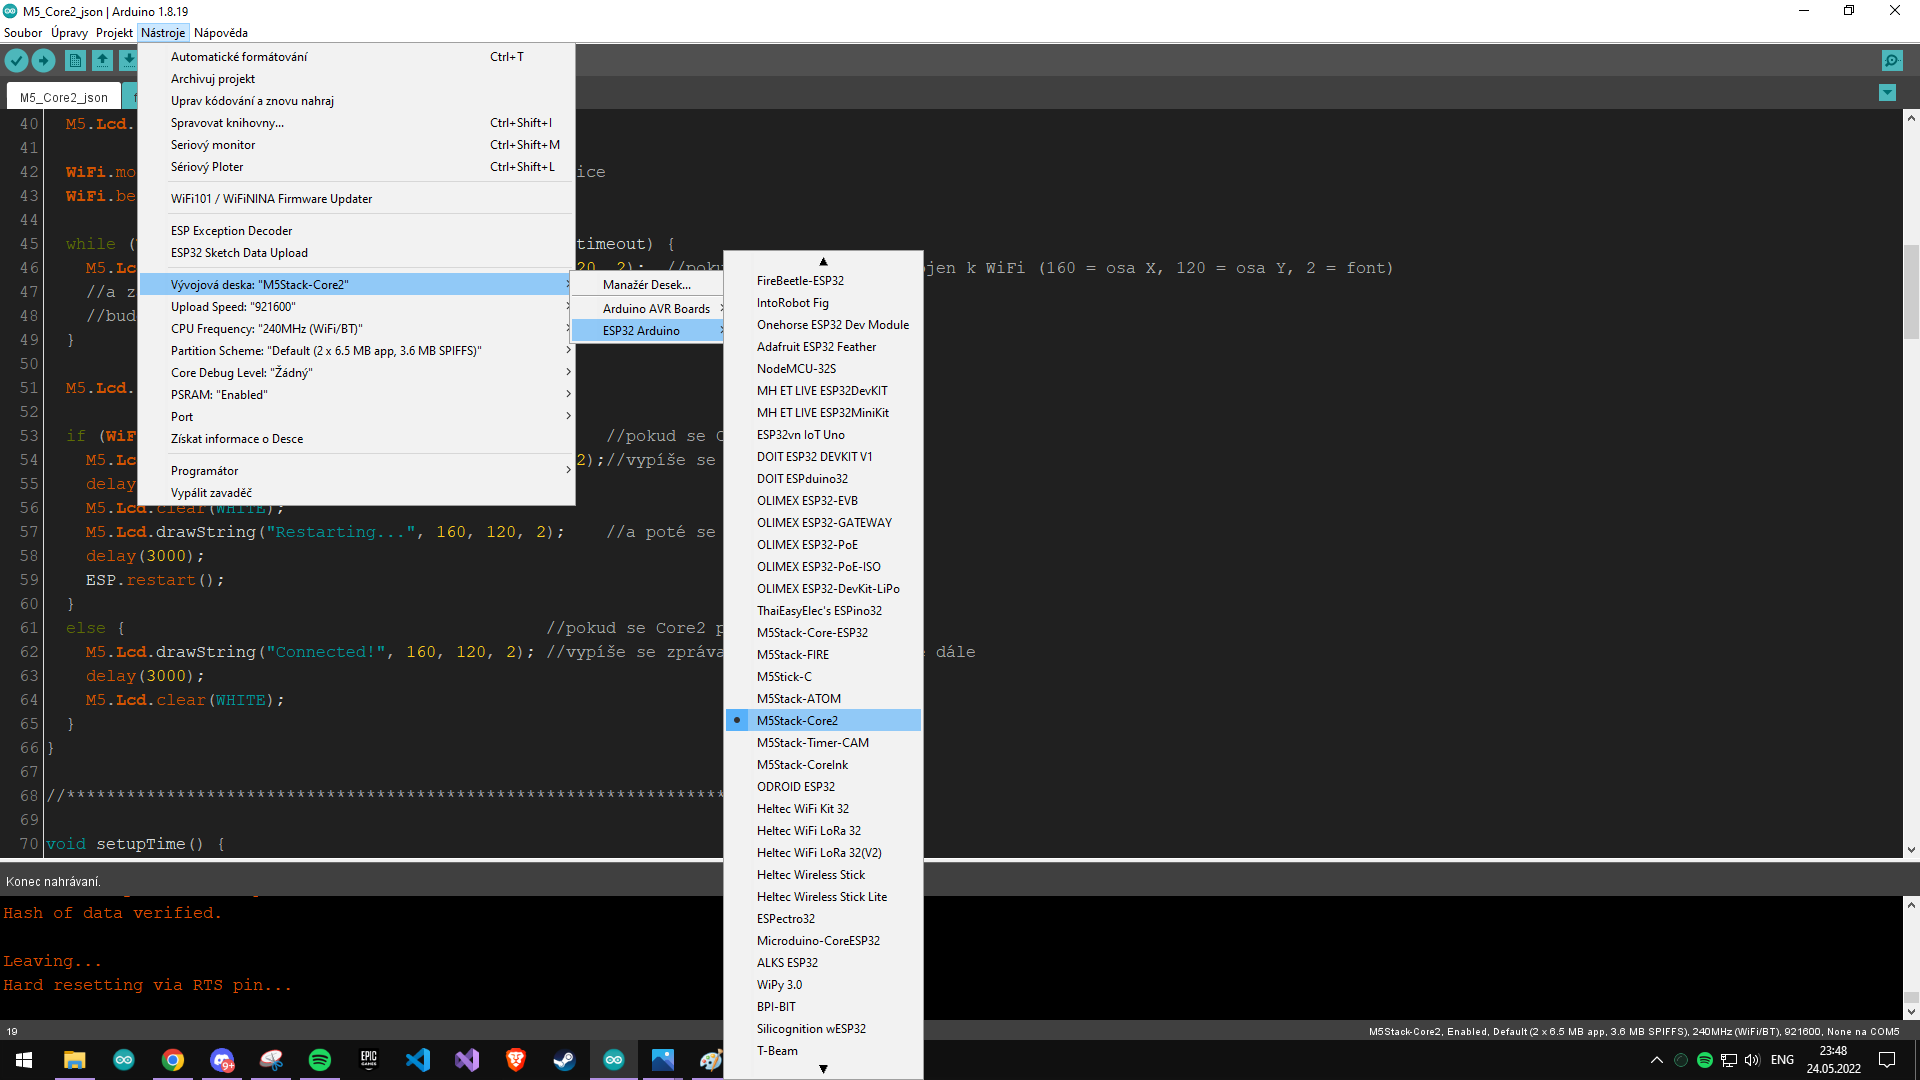 M5_Core2_json | Arduino 1.8.19
Soubor Úpravy Projekt Nástroje Nápověda
M5_Core2_json f
Automatické formátování Ctrl+T
Archivuj projekt
Uprav kódování a znovu nahraj
Spravovat knihovny... Ctrl+Shift+I
Seriový monitor Ctrl+Shift+M
Sériový Ploter Ctrl+Shift+L
WiFi101 / WiFiNINA Firmware Updater
ESP Exception Decoder
ESP32 Sketch Data Upload
Vývojová deska: "M5Stack-Core2"
Upload Speed: "921600"
CPU Frequency: "240MHz (WiFi/BT)"
Partition Scheme: "Default (2 x 6.5 MB app, 3.6 MB SPIFFS)"
Core Debug Level: "Žádný"
PSRAM: "Enabled"
Port
Získat informace o Desce
Programátor
Vypálit zavaděč
Manažér Desek...
Arduino AVR Boards
ESP32 Arduino
FireBeetle-ESP32
IntoRobot Fig
Onehorse ESP32 Dev Module
Adafruit ESP32 Feather
NodeMCU-32S
MH ET LIVE ESP32DevKIT
MH ET LIVE ESP32MiniKit
ESP32vn IoT Uno
DOIT ESP32 DEVKIT V1
DOIT ESPduino32
OLIMEX ESP32-EVB
OLIMEX ESP32-GATEWAY
OLIMEX ESP32-PoE
OLIMEX ESP32-PoE-ISO
OLIMEX ESP32-DevKit-LiPo
ThaiEasyElec's ESPino32
M5Stack-Core-ESP32
M5Stack-FIRE
M5Stick-C
M5Stack-ATOM
M5Stack-Core2
M5Stack-Timer-CAM
M5Stack-CoreInk
ODROID ESP32
Heltec WiFi Kit 32
Heltec WiFi LoRa 32
Heltec WiFi LoRa 32(V2)
Heltec Wireless Stick
Heltec Wireless Stick Lite
ESPectro32
Microduino-CoreESP32
ALKS ESP32
WiPy 3.0
BPI-BIT
Silicognition wESP32
T-Beam
40 M5.Lcd.
41
42 WiFi.mo ice
43 WiFi.be
44
45 while ( timeout) {
46 M5.Lc 20, 2); //poku ojen k WiFi (160 = osa X, 120 = osa Y, 2 = font)
47 //a z
48 //bud
49 }
50
51 M5.Lcd.
52
53 if (WiF //pokud se C
54 M5.Lc 2);//vypíše se
55 delay
56 M5.Lcd.clear(WHITE);
57 M5.Lcd.drawString("Restarting...", 160, 120, 2); //a poté se
58 delay(3000);
59 ESP.restart();
60 }
61 else { //pokud se Core2 p
62 M5.Lcd.drawString("Connected!", 160, 120, 2); //vypíše se zpráva dále
63 delay(3000);
64 M5.Lcd.clear(WHITE);
65 }
66 }
67
68 //******************************************************************
69
70 void setupTime() {
Konec nahrávaní.
Hash of data verified.
Leaving...
Hard resetting via RTS pin...
19 M5Stack-Core2, Enabled, Default (2 x 6.5 MB app, 3.6 MB SPIFFS), 240MHz (WiFi/BT), 921600, None na COM5
EPIC GAMES
9+
ENG
23:48
24.05.2022